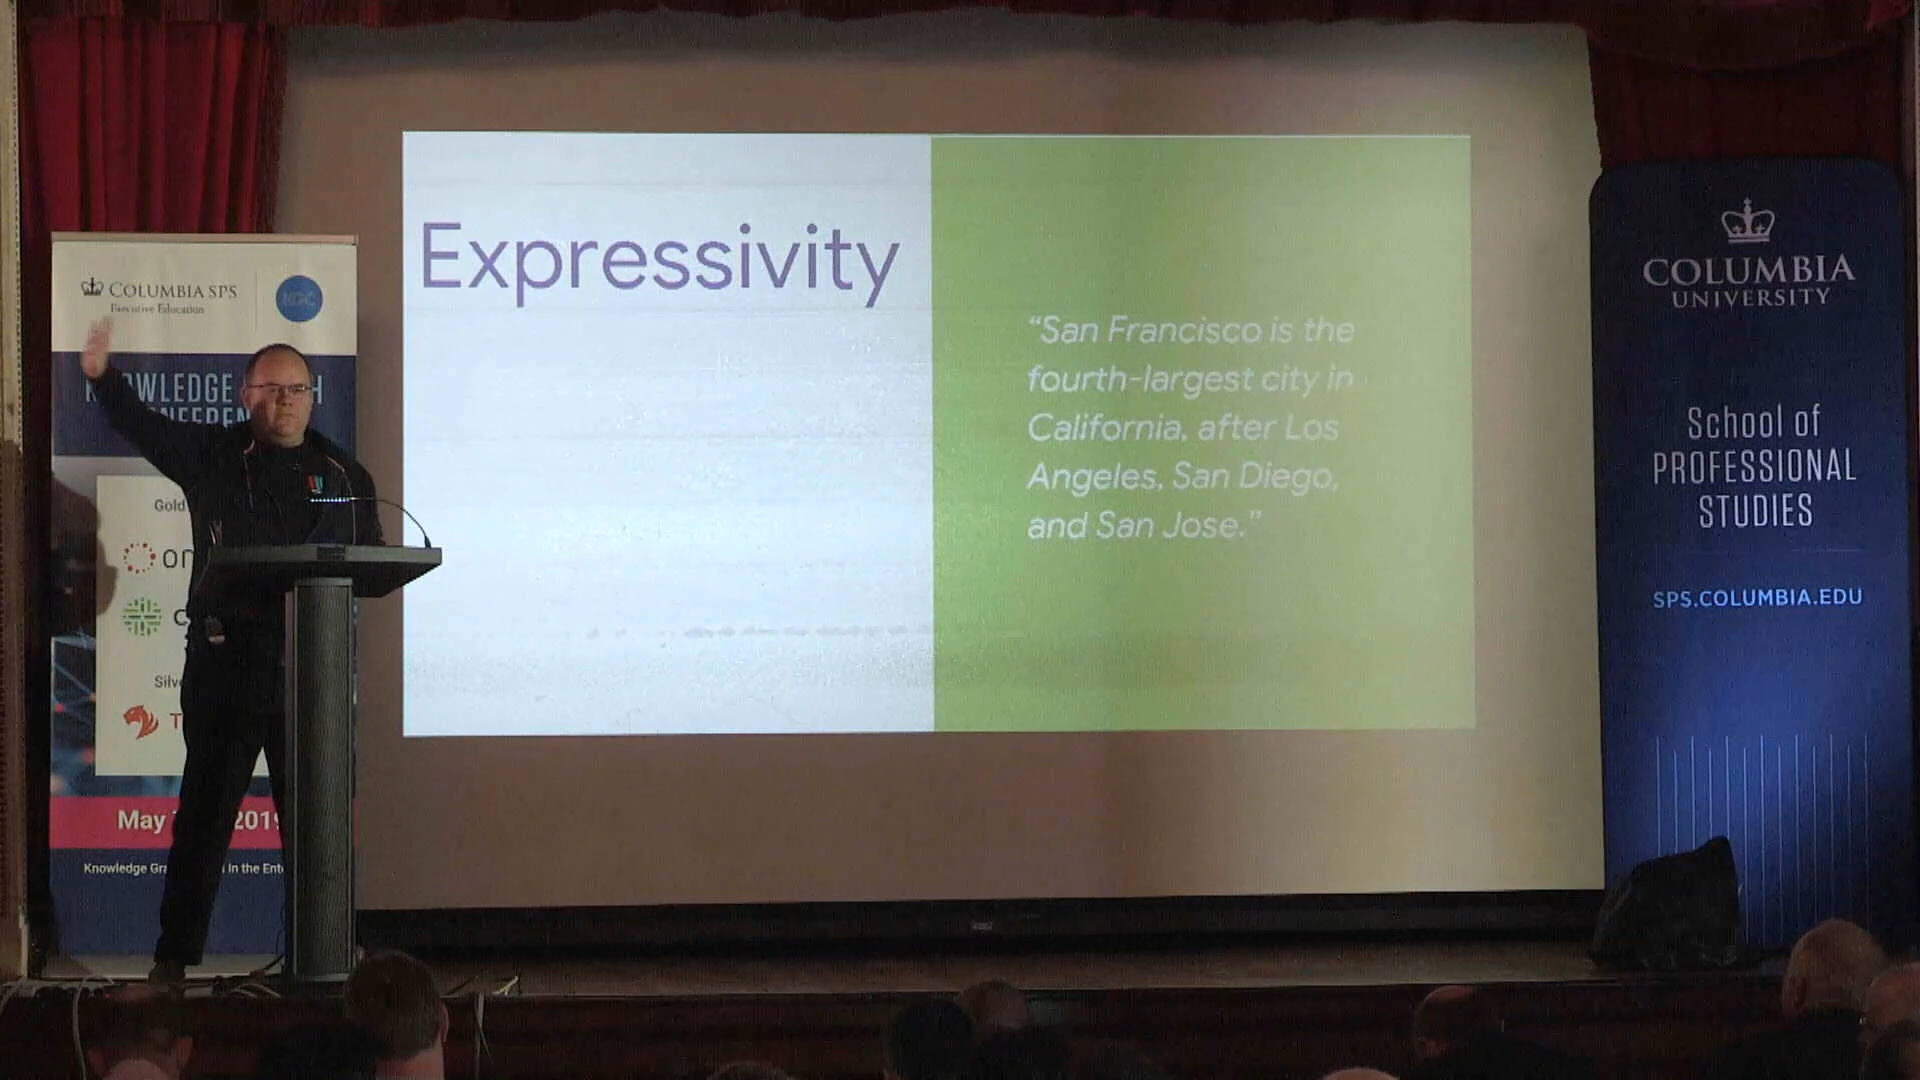 Expressivity
“San Francisco is the
fourth-largest city in
California, after Los
Angeles, San Diego,
and San Jose.”
COLUMBIA SPS
Executive Education
KGC
CONFEREN
Gold
Silv
T
May 2019
Knowledge Gra In the Ente
COLUMBIA
UNIVERSITY
School of
PROFESSIONAL
STUDIES
SPS.COLUMBIA.EDU